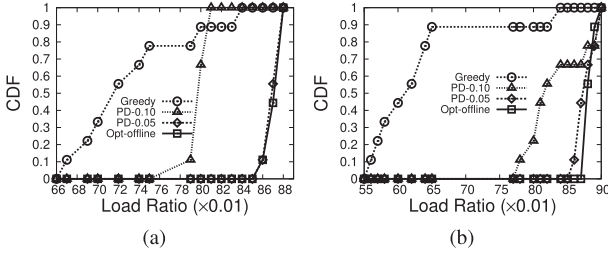 1
0.9
0.8
0.7
0.6
0.5
0.4
0.3
0.2
0.1
0
CDF
Greedy
PD-0.10
PD-0.05
Opt-offline
66 68 70 72 74 76 78 80 82 84 86 88
Load Ratio (×0.01)
(a)
1
0.9
0.8
0.7
0.6
0.5
0.4
0.3
0.2
0.1
0
CDF
Greedy
PD-0.10
PD-0.05
Opt-offline
55 60 65 70 75 80 85 90
Load Ratio (×0.01)
(b)